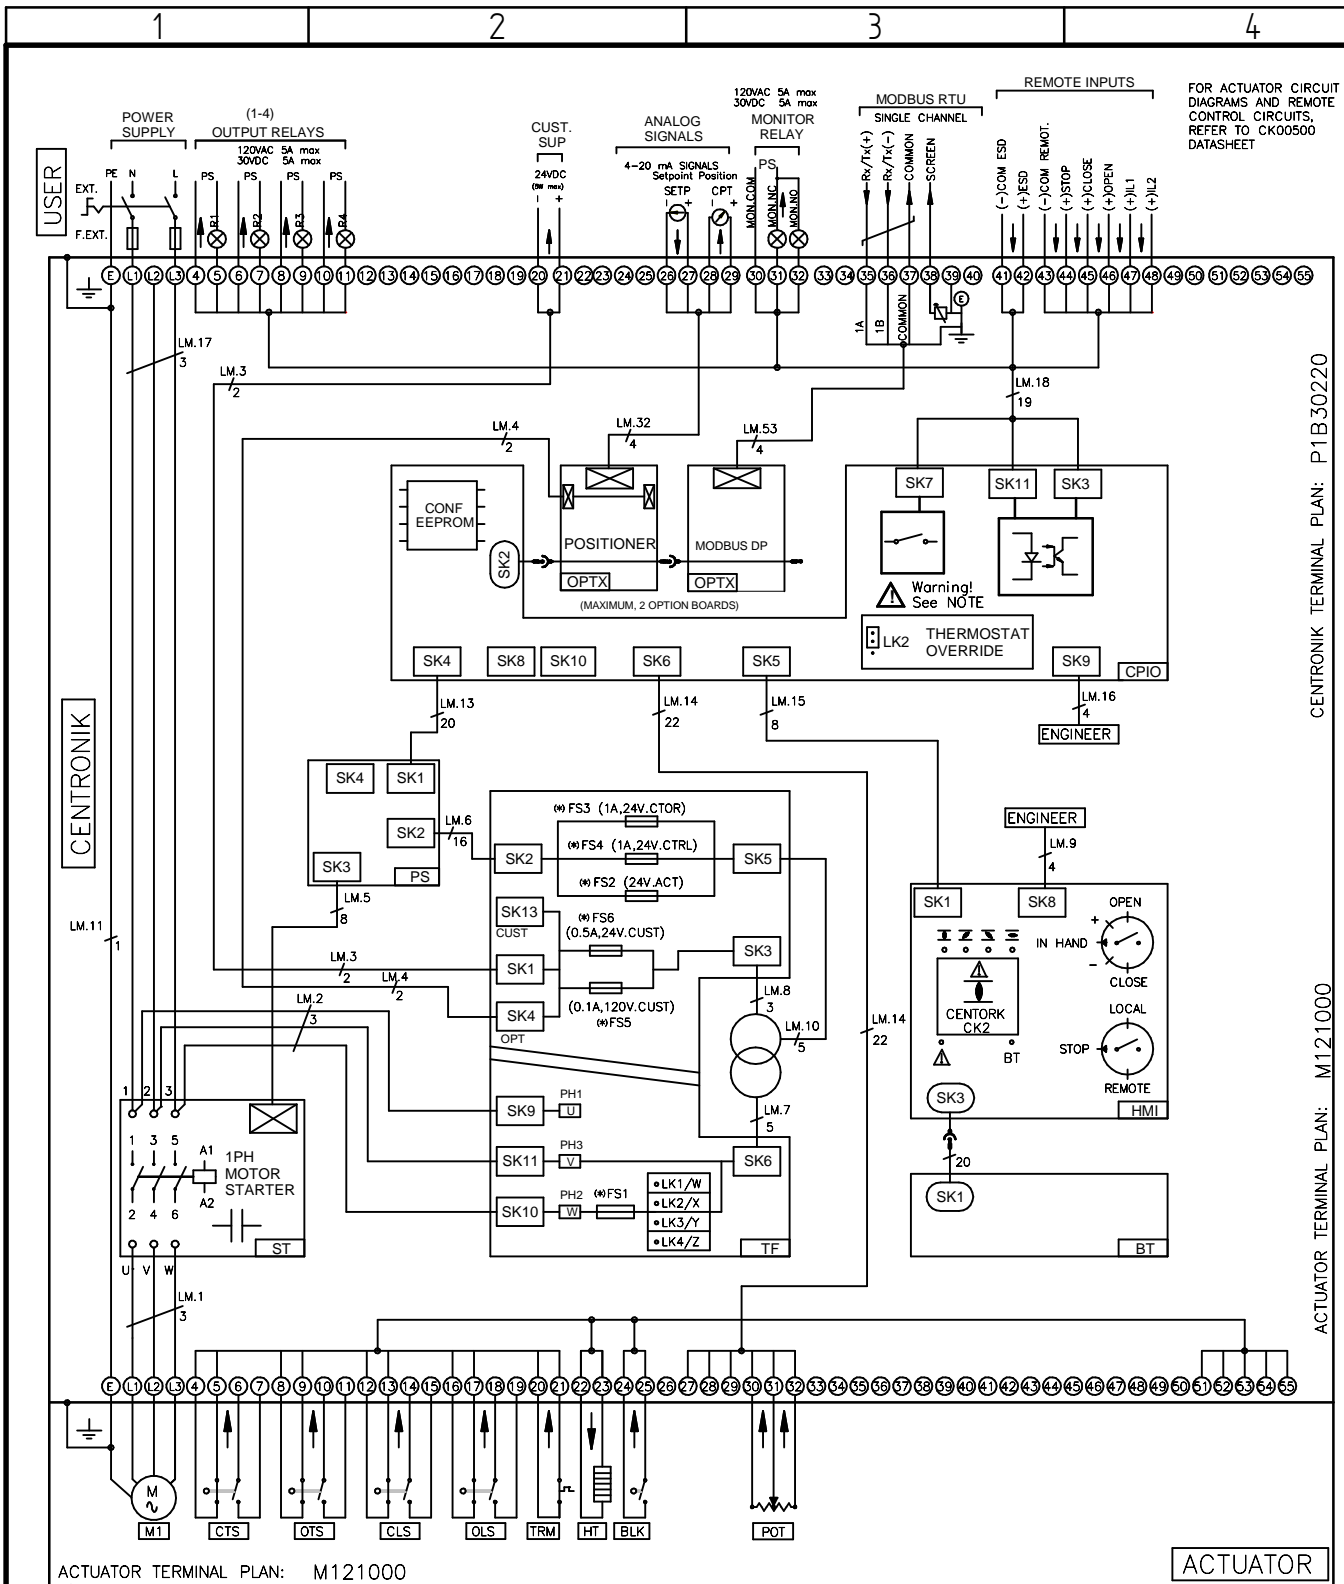 1 2 3 4
FOR ACTUATOR CIRCUIT
DIAGRAMS AND REMOTE
CONTROL CIRCUITS,
REFER TO CK00500
DATASHEET
USER
POWER
SUPPLY
PE N L
EXT.
F.EXT.
(1-4)
OUTPUT RELAYS
120VAC 5A max
30VDC 5A max
PS PS PS PS
R1 R2 R3 R4
CUST.
SUP
24VDC
(5W max)
- +
ANALOG
SIGNALS
4-20 mA SIGNALS
Setpoint Position
SETP CPT
- + - +
120VAC 5A max
30VDC 5A max
MONITOR
RELAY
PS
MON.COM
MON.NC
MON.NO
MODBUS RTU
SINGLE CHANNEL
Rx/Tx(+)
Rx/Tx(-)
COMMON
SCREEN
REMOTE INPUTS
(-)COM ESD
(+)ESD
(-)COM REMOT.
(+)STOP
(+)CLOSE
(+)OPEN
(+)IL1
(+)IL2
E L1 L2 L3 4 5 6 7 8 9 10 11 12 13 14 15 16 17 18 19 20 21 22 23 24 25 26 27 28 29 30 31 32 33 34 35 36 37 38 39 40 41 42 43 44 45 46 47 48 49 50 51 52 53 54 55
1A
1B
COMMON
E
LM.17
3
LM.3
2
LM.18
19
LM.4
2
LM.32
4
LM.53
4
CENTRONIK TERMINAL PLAN: P1B30220
CONF
EEPROM
SK2
POSITIONER
OPTX
MODBUS DP
OPTX
(MAXIMUM, 2 OPTION BOARDS)
SK7
SK11
SK3
Warning!
See NOTE
LK2
THERMOSTAT
OVERRIDE
SK4
SK8
SK10
SK6
SK5
SK9
CPIO
LM.13
20
LM.14
22
LM.15
8
LM.16
4
ENGINEER
CENTRONIK
SK4
SK1
SK2
SK3
PS
LM.6
16
LM.5
8
(*)FS3 (1A,24V.CTOR)
(*)FS4 (1A,24V.CTRL)
(*)FS2 (24V.ACT)
SK2
SK5
SK13
CUST
(*)FS6
(0.5A,24V.CUST)
SK3
SK1
SK4
OPT
(0.1A,120V.CUST)
(*)FS5
LM.8
3
LM.10
5
LM.7
5
LM.11
1
LM.3
2
LM.4
2
LM.2
3
LM.14
22
ENGINEER
LM.9
4
SK1
SK8
OPEN
+
IN HAND
-
CLOSE
CENTORK
CK2
BT
LOCAL
STOP
REMOTE
SK3
HMI
20
SK1
BT
ACTUATOR TERMINAL PLAN: M121000
1 2 3
1 3 5
A1
A2
1PH
MOTOR
STARTER
2 4 6
ST
U V W
LM.1
3
SK9
PH1
U
SK11
PH3
V
SK10
PH2
W
(*)FS1
SK6
LK1/W
LK2/X
LK3/Y
LK4/Z
TF
E L1 L2 L3 4 5 6 7 8 9 10 11 12 13 14 15 16 17 18 19 20 21 22 23 24 25 26 27 28 29 30 31 32 33 34 35 36 37 38 39 40 41 42 43 44 45 46 47 48 49 50 51 52 53 54 55
M
M1
CTS
OTS
CLS
OLS
TRM
HT
BLK
POT
ACTUATOR TERMINAL PLAN: M121000
ACTUATOR